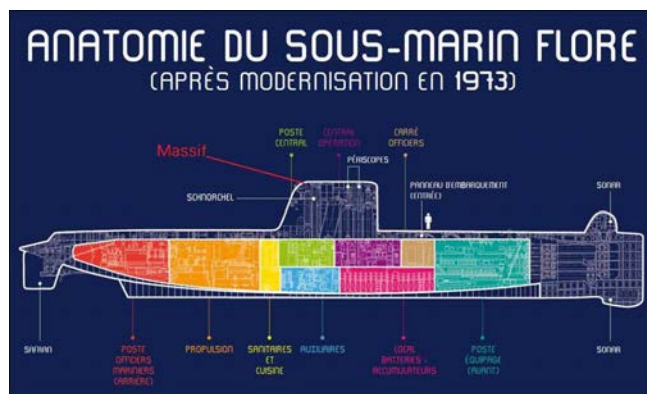 ANATOMIE DU SOUS-MARIN FLORE
(APRÈS MODERNISATION EN 1973)
POSTE
CENTRAL
CENTRAL
OPÉRATION
CARRÉ
OFFICIERS
Massif
PÉRISCOPES
SCHNORCHEL
PANNEAU D'EMBARQUEMENT
(ENTRÉE)
SONAR
SAFRAN
POSTE
OFFICIERS
MARINIERS
(ARRIÈRE)
PROPULSION
SANITAIRES
ET
CUISINE
AUXILIAIRES
LOCAL
BATTERIES -
ACCUMULATEURS
POSTE
ÉQUIPAGE
(AVANT)
SONAR